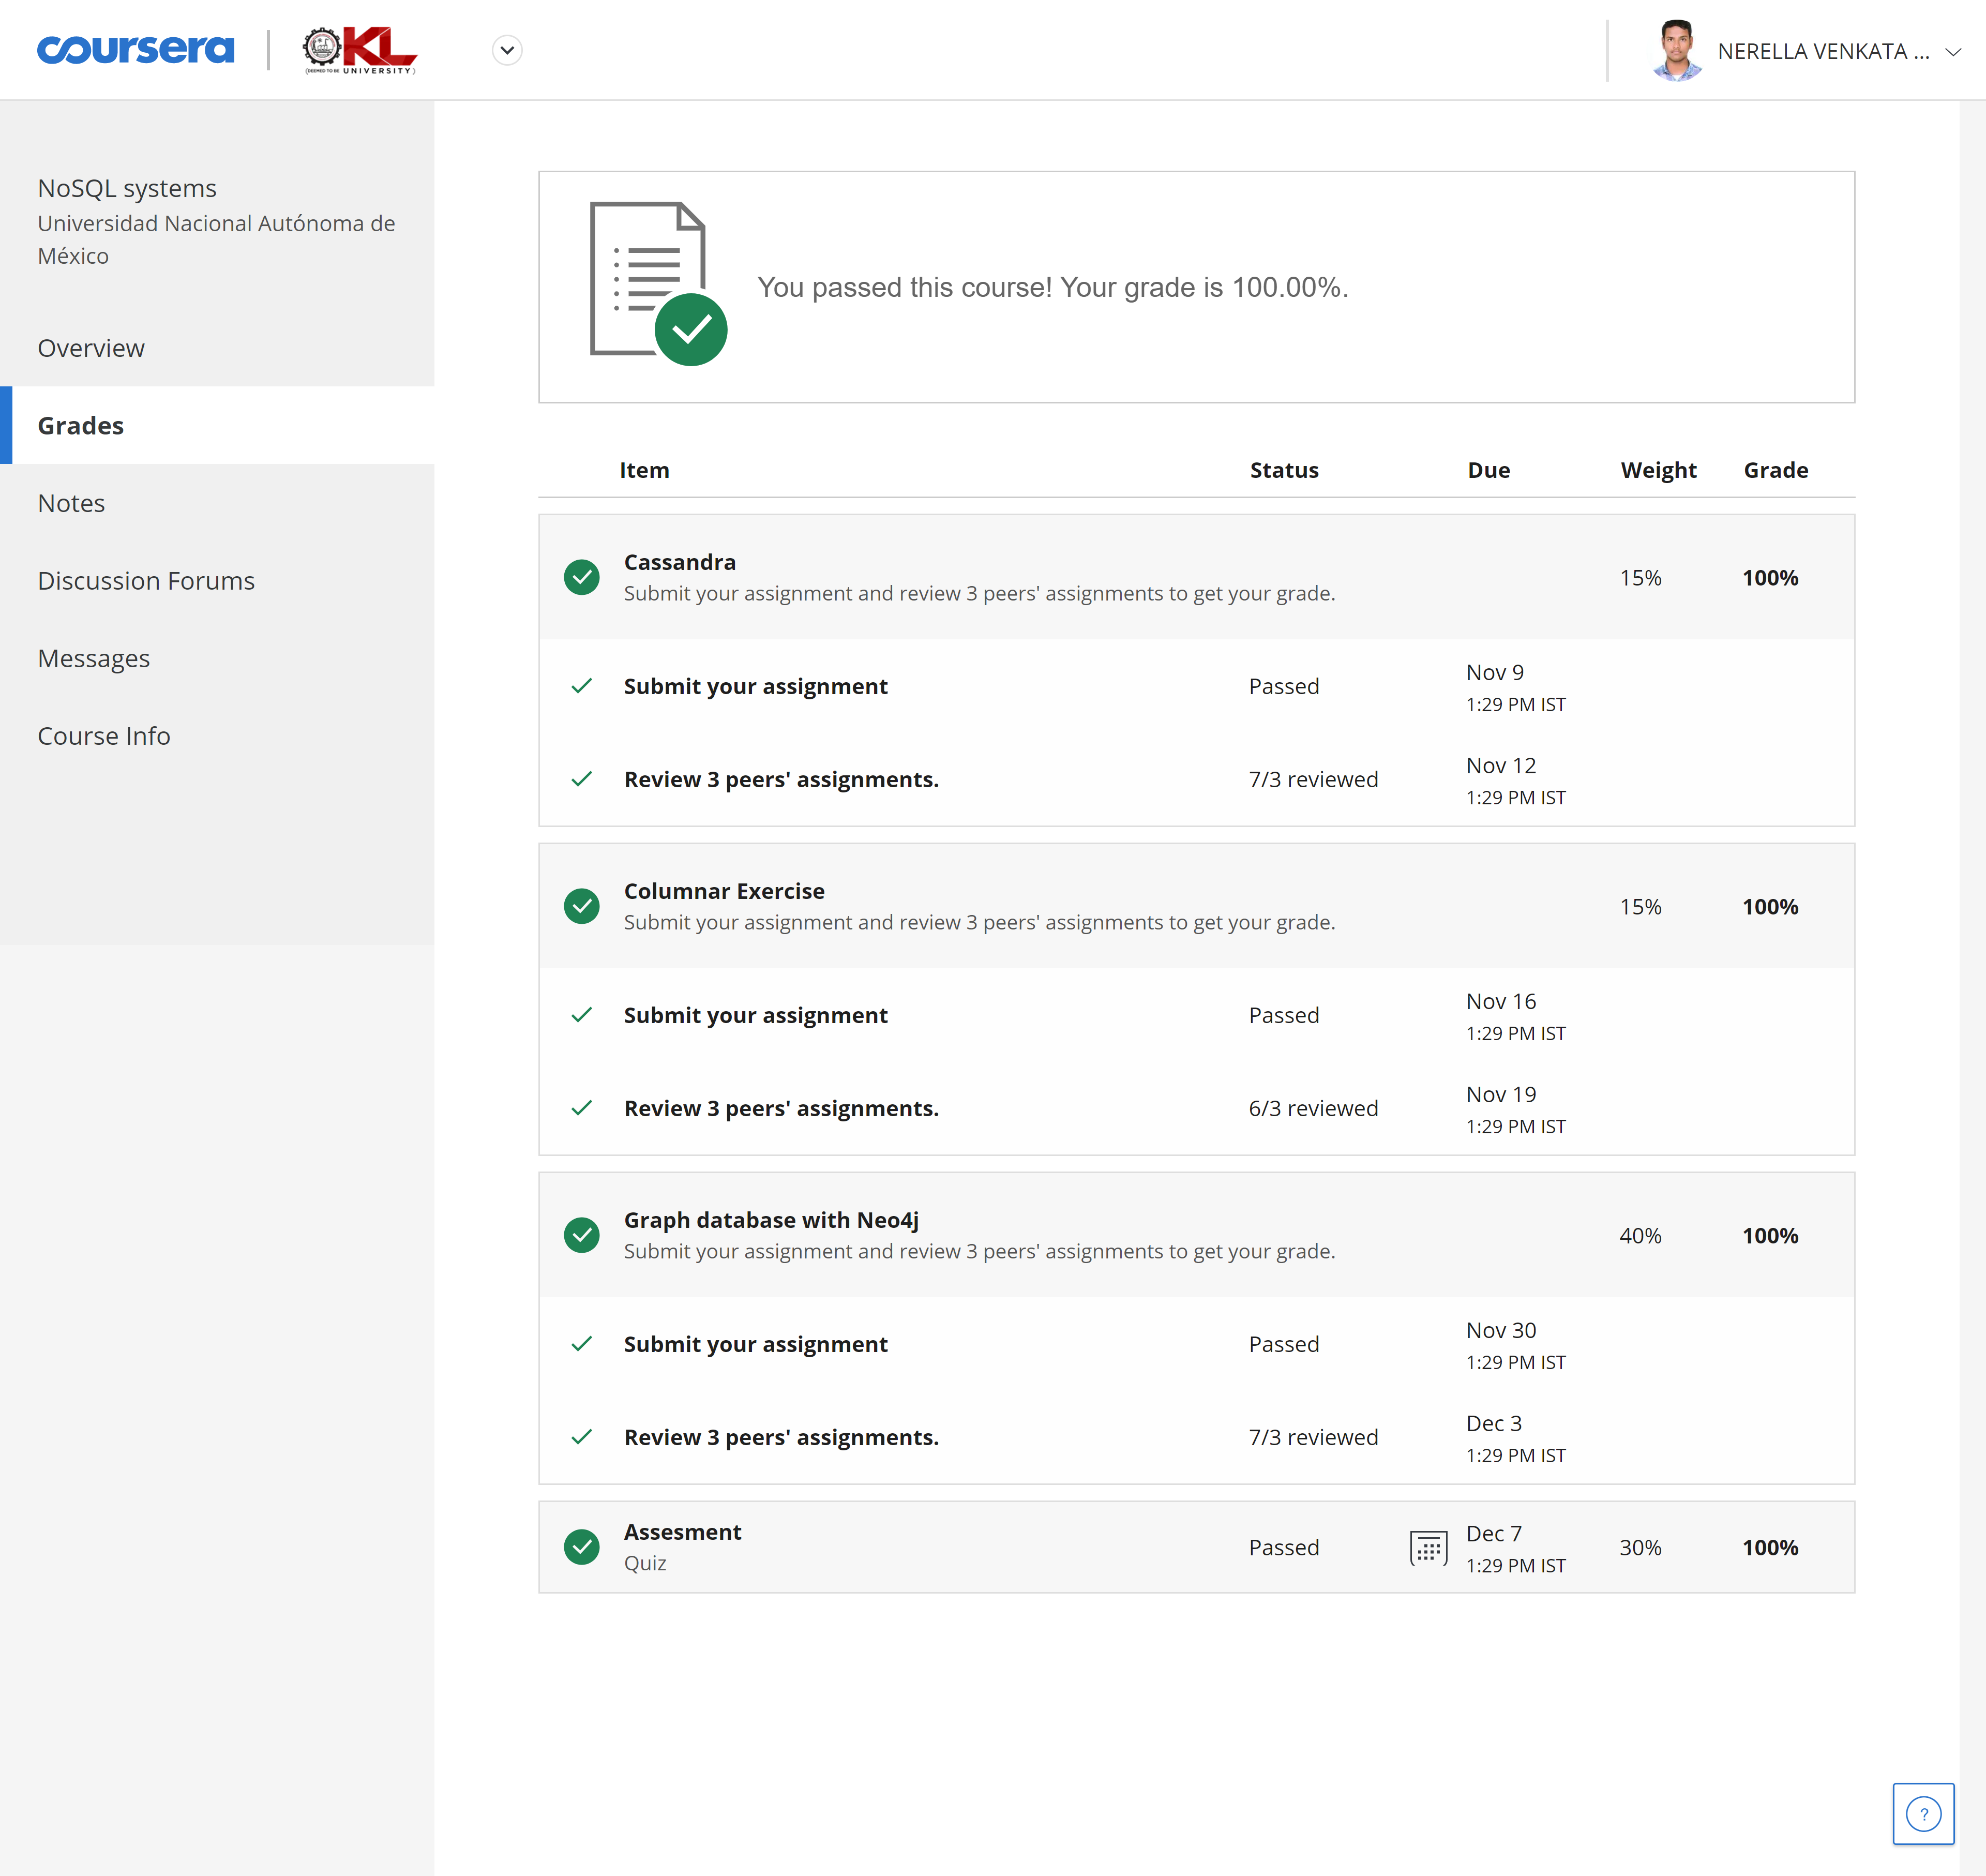 coursera
KL
(DEEMED TO BE UNIVERSITY)
NERELLA VENKATA ...
NoSQL systems
Universidad Nacional Autónoma de
México
Overview
Grades
Notes
Discussion Forums
Messages
Course Info
You passed this course! Your grade is 100.00%.
Item Status Due Weight Grade
Cassandra
Submit your assignment and review 3 peers' assignments to get your grade.
15% 100%
Submit your assignment Passed Nov 9
1:29 PM IST
Review 3 peers' assignments. 7/3 reviewed Nov 12
1:29 PM IST
Columnar Exercise
Submit your assignment and review 3 peers' assignments to get your grade.
15% 100%
Submit your assignment Passed Nov 16
1:29 PM IST
Review 3 peers' assignments. 6/3 reviewed Nov 19
1:29 PM IST
Graph database with Neo4j
Submit your assignment and review 3 peers' assignments to get your grade.
40% 100%
Submit your assignment Passed Nov 30
1:29 PM IST
Review 3 peers' assignments. 7/3 reviewed Dec 3
1:29 PM IST
Assesment
Quiz
Passed Dec 7
1:29 PM IST
30% 100%
?